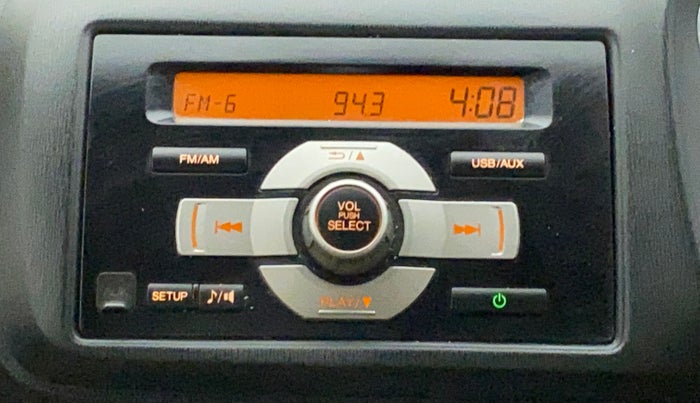 FM-6 94.3 4:08
FM/AM
USB/AUX
VOL
PUSH
SELECT
SETUP
PLAY/